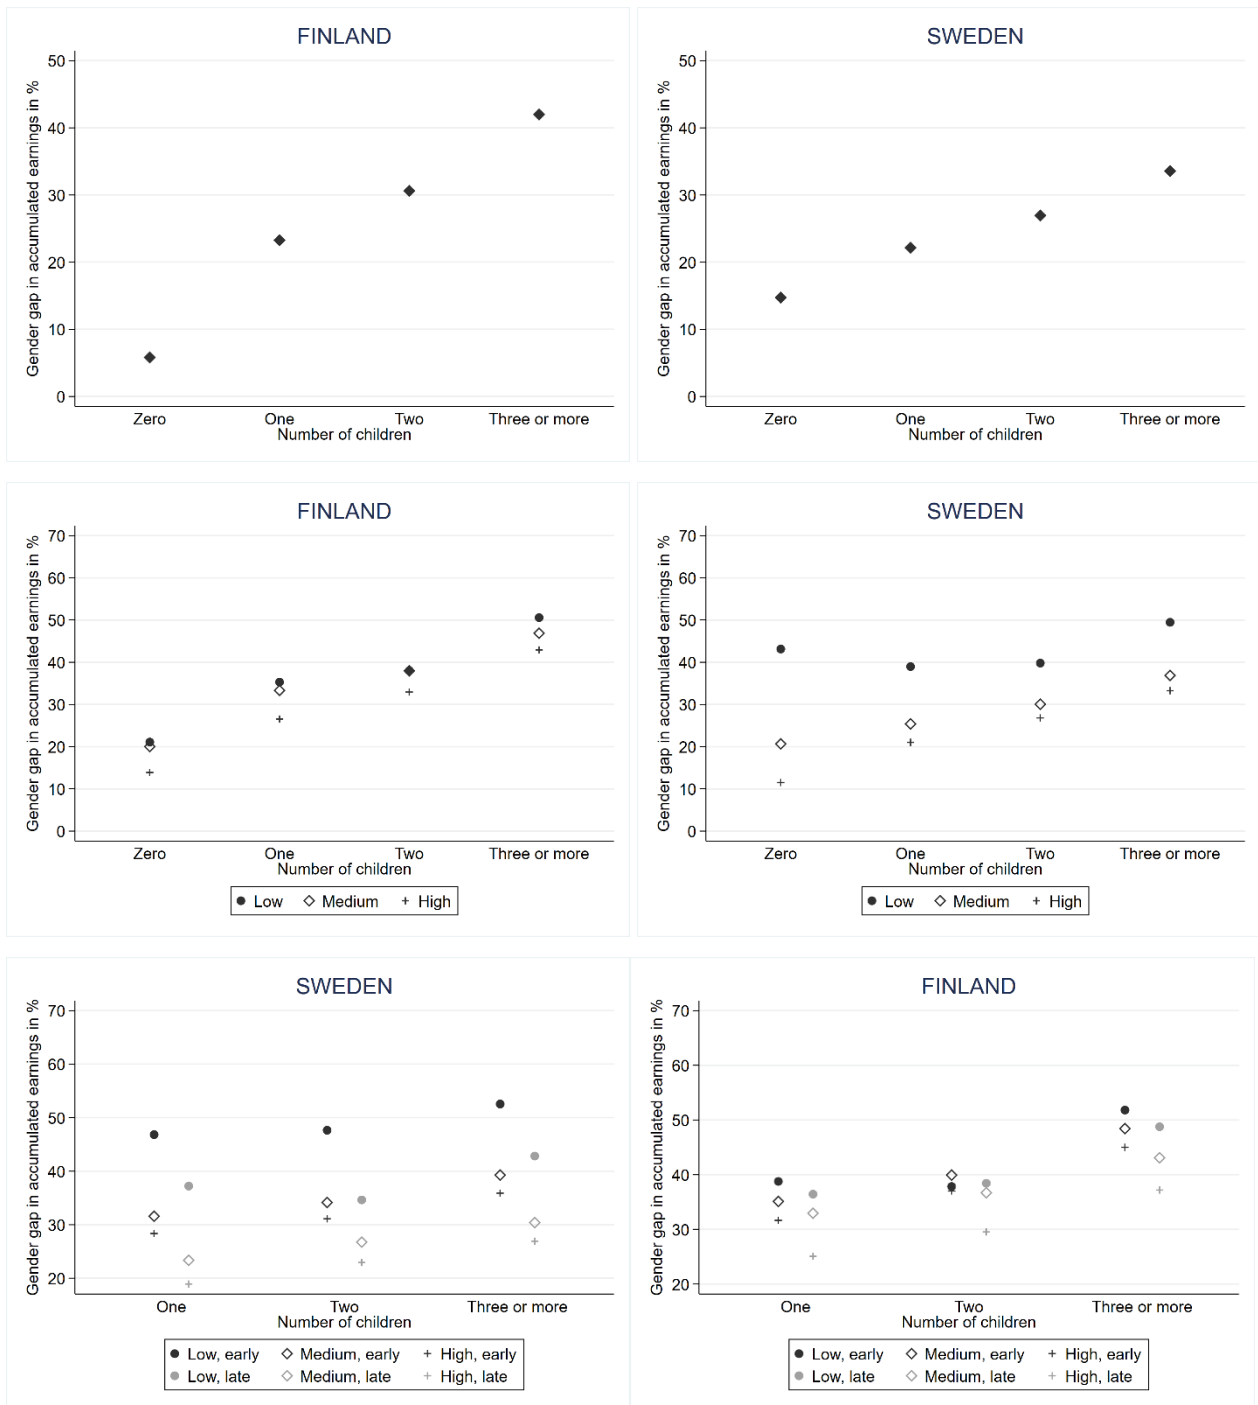 FINLAND
Gender gap in accumulated earnings in %
50
40
30
20
10
0
Zero One Two Three or more
Number of children
SWEDEN
Gender gap in accumulated earnings in %
50
40
30
20
10
0
Zero One Two Three or more
Number of children
FINLAND
Gender gap in accumulated earnings in %
70
60
50
40
30
20
10
0
Zero One Two Three or more
Number of children
Low Medium High
SWEDEN
Gender gap in accumulated earnings in %
70
60
50
40
30
20
10
0
Zero One Two Three or more
Number of children
Low Medium High
SWEDEN
Gender gap in accumulated earnings in %
70
60
50
40
30
20
One Two Three or more
Number of children
Low, early Medium, early High, early
Low, late Medium, late High, late
FINLAND
Gender gap in accumulated earnings in %
70
60
50
40
30
20
One Two Three or more
Number of children
Low, early Medium, early High, early
Low, late Medium, late High, late